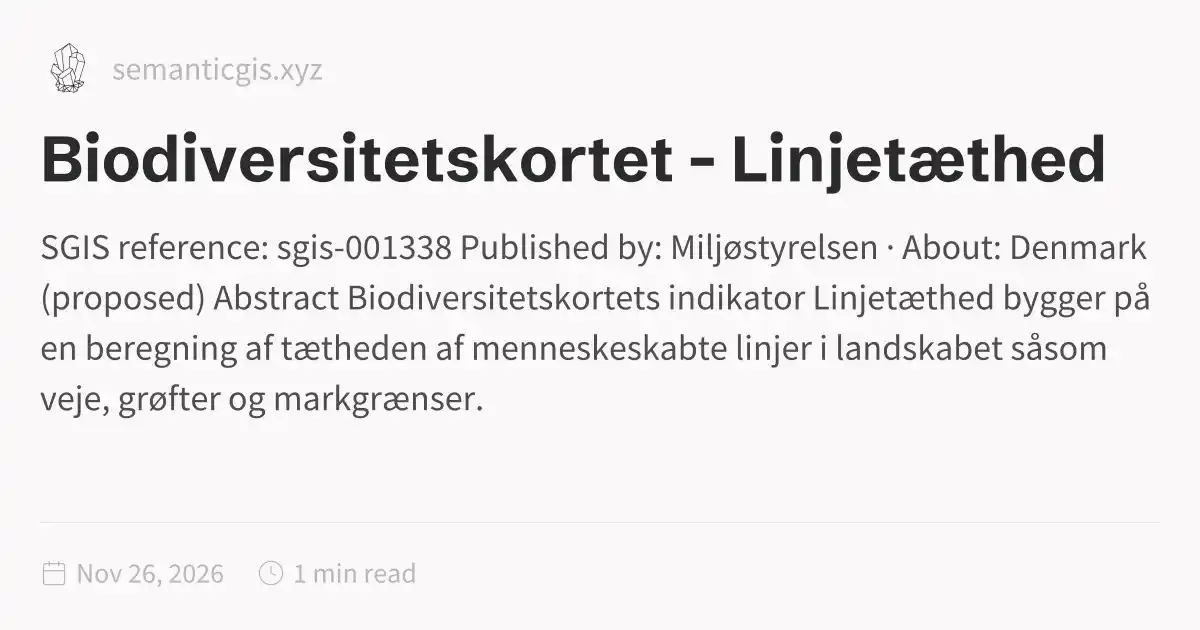 semanticgis.xyz
Biodiversitetskortet - Linjetæthed
SGIS reference: sgis-001338 Published by: Miljøstyrelsen · About: Denmark
(proposed) Abstract Biodiversitetskortets indikator Linjetæthed bygger på
en beregning af tætheden af menneskeskabte linjer i landskabet såsom
veje, grøfter og markgrænser.
Nov 26, 2026 1 min read